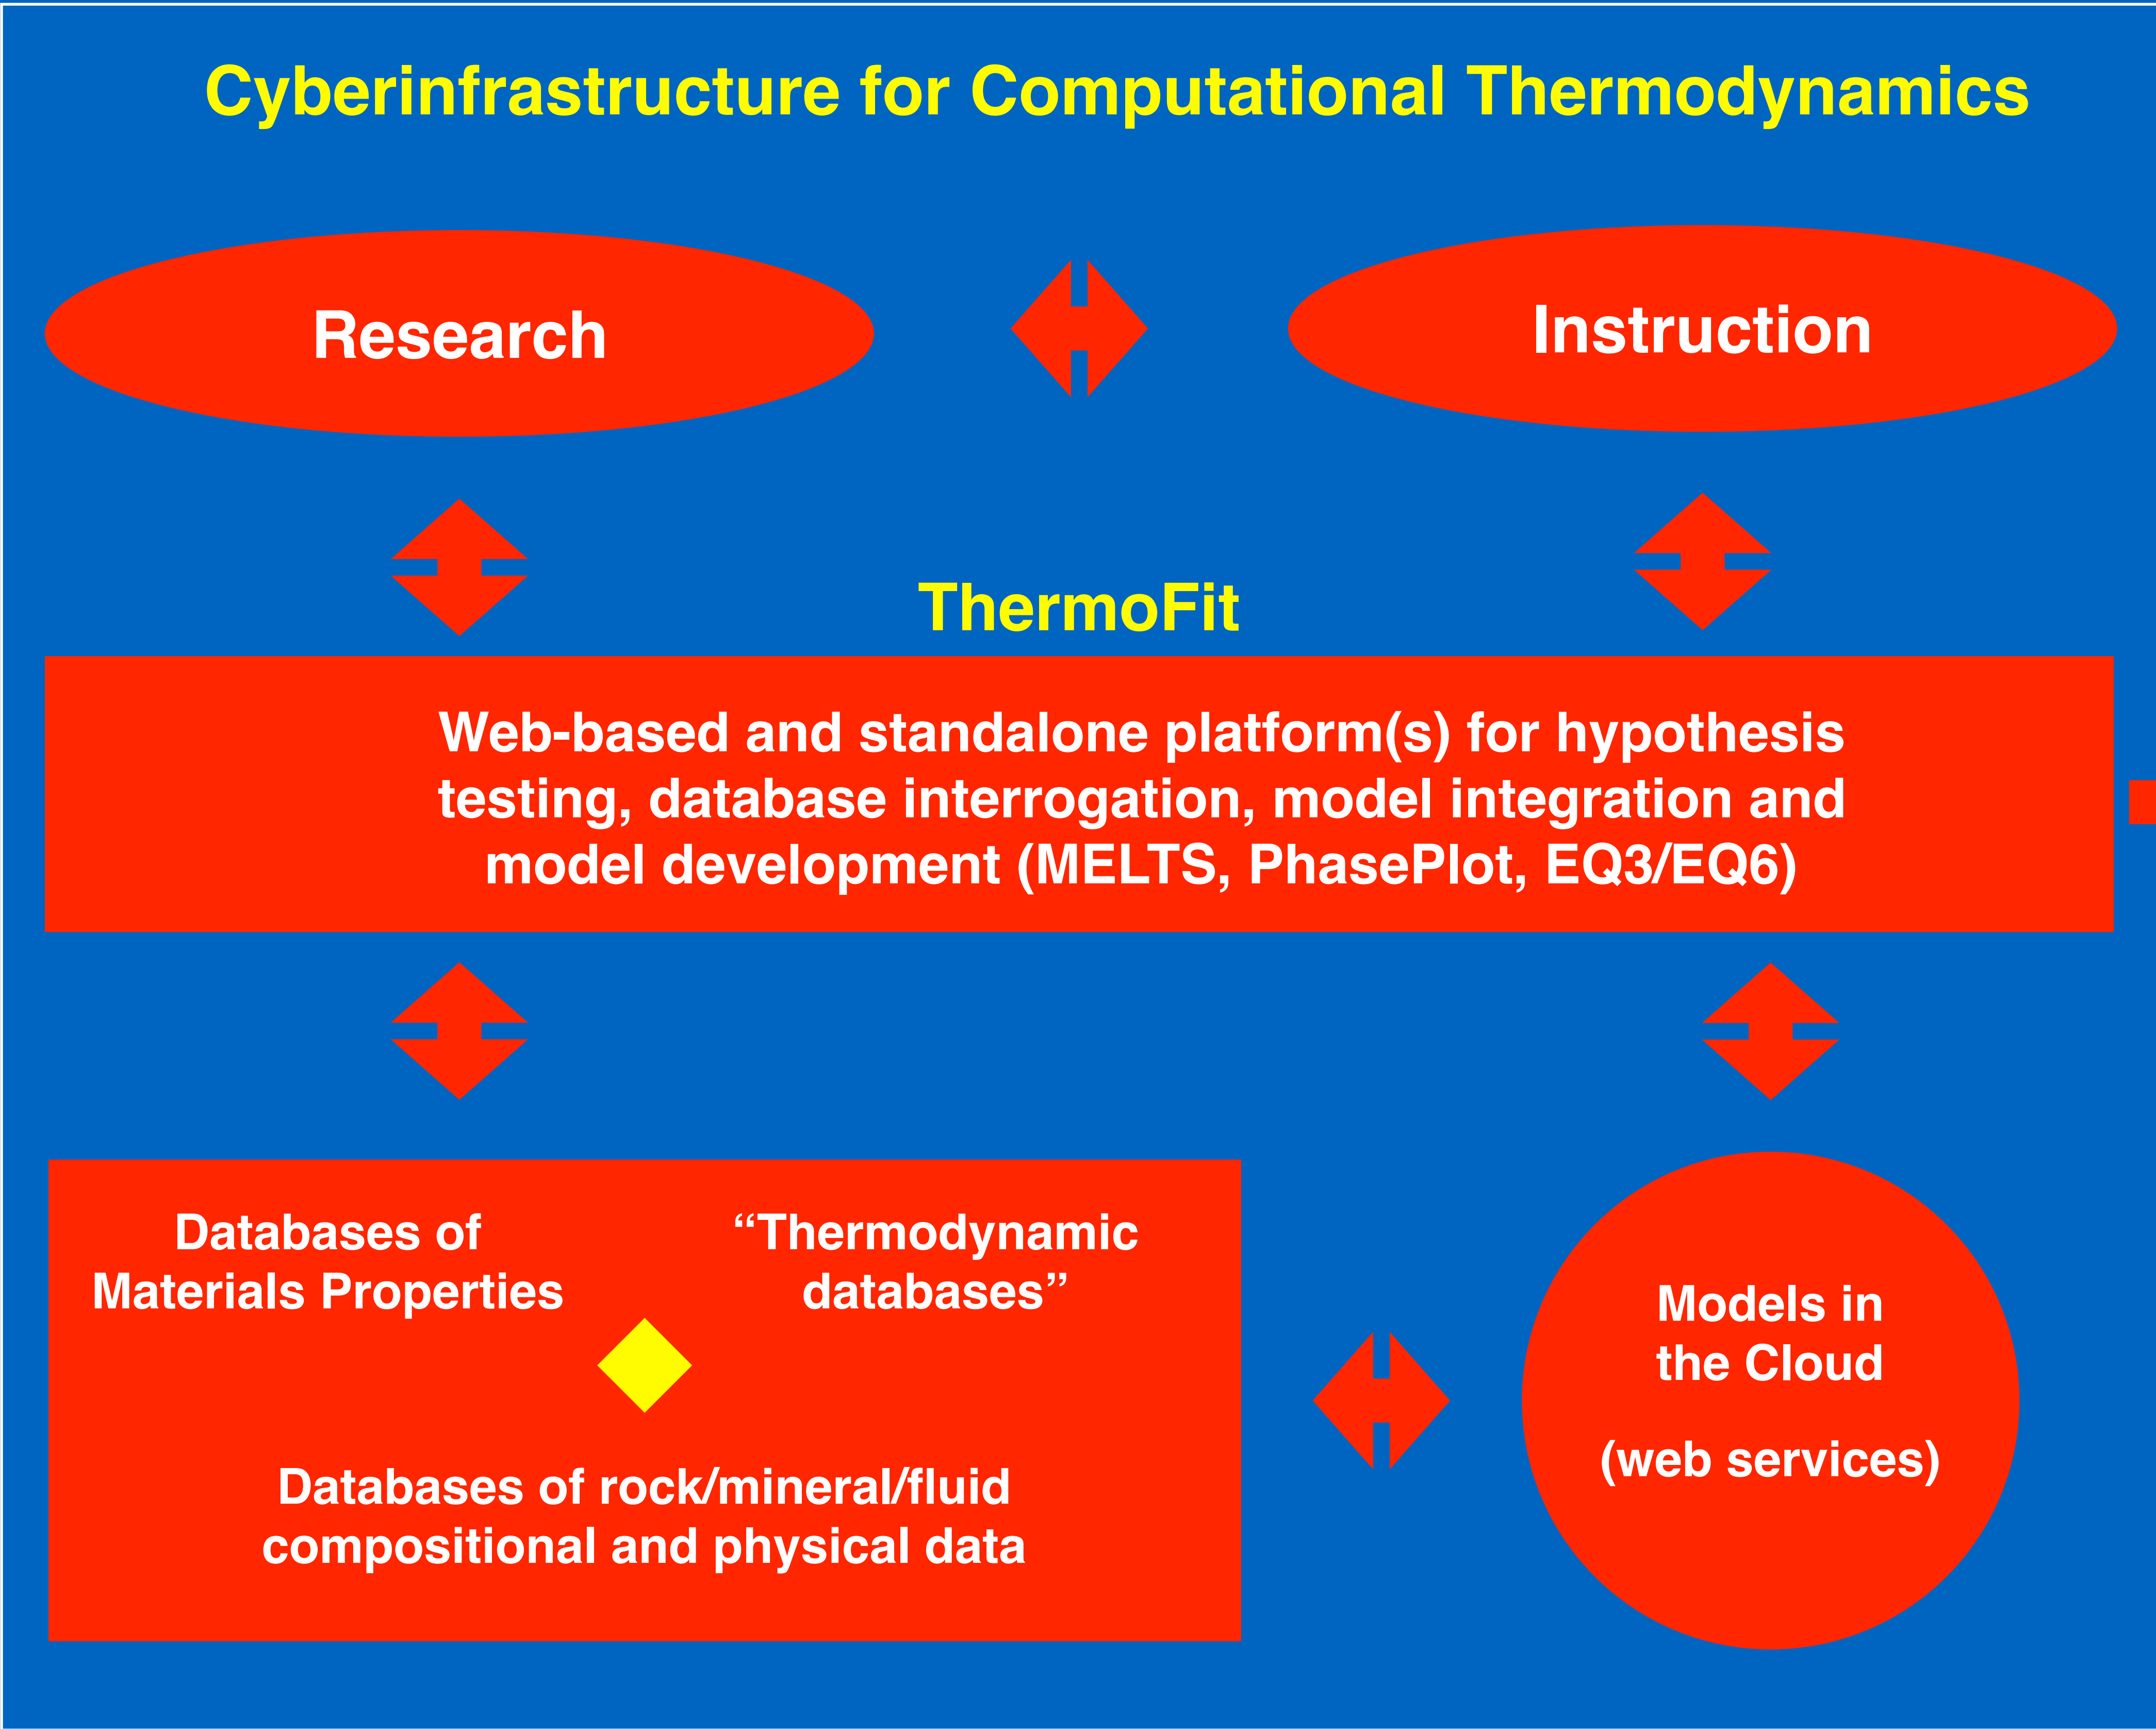 Cyberinfrastructure for Computational Thermodynamics
Research
Instruction
ThermoFit
Web-based and standalone platform(s) for hypothesis
testing, database interrogation, model integration and
model development (MELTS, PhasePlot, EQ3/EQ6)
Databases of
Materials Properties
“Thermodynamic
databases”
Databases of rock/mineral/fluid
compositional and physical data
Models in
the Cloud
(web services)